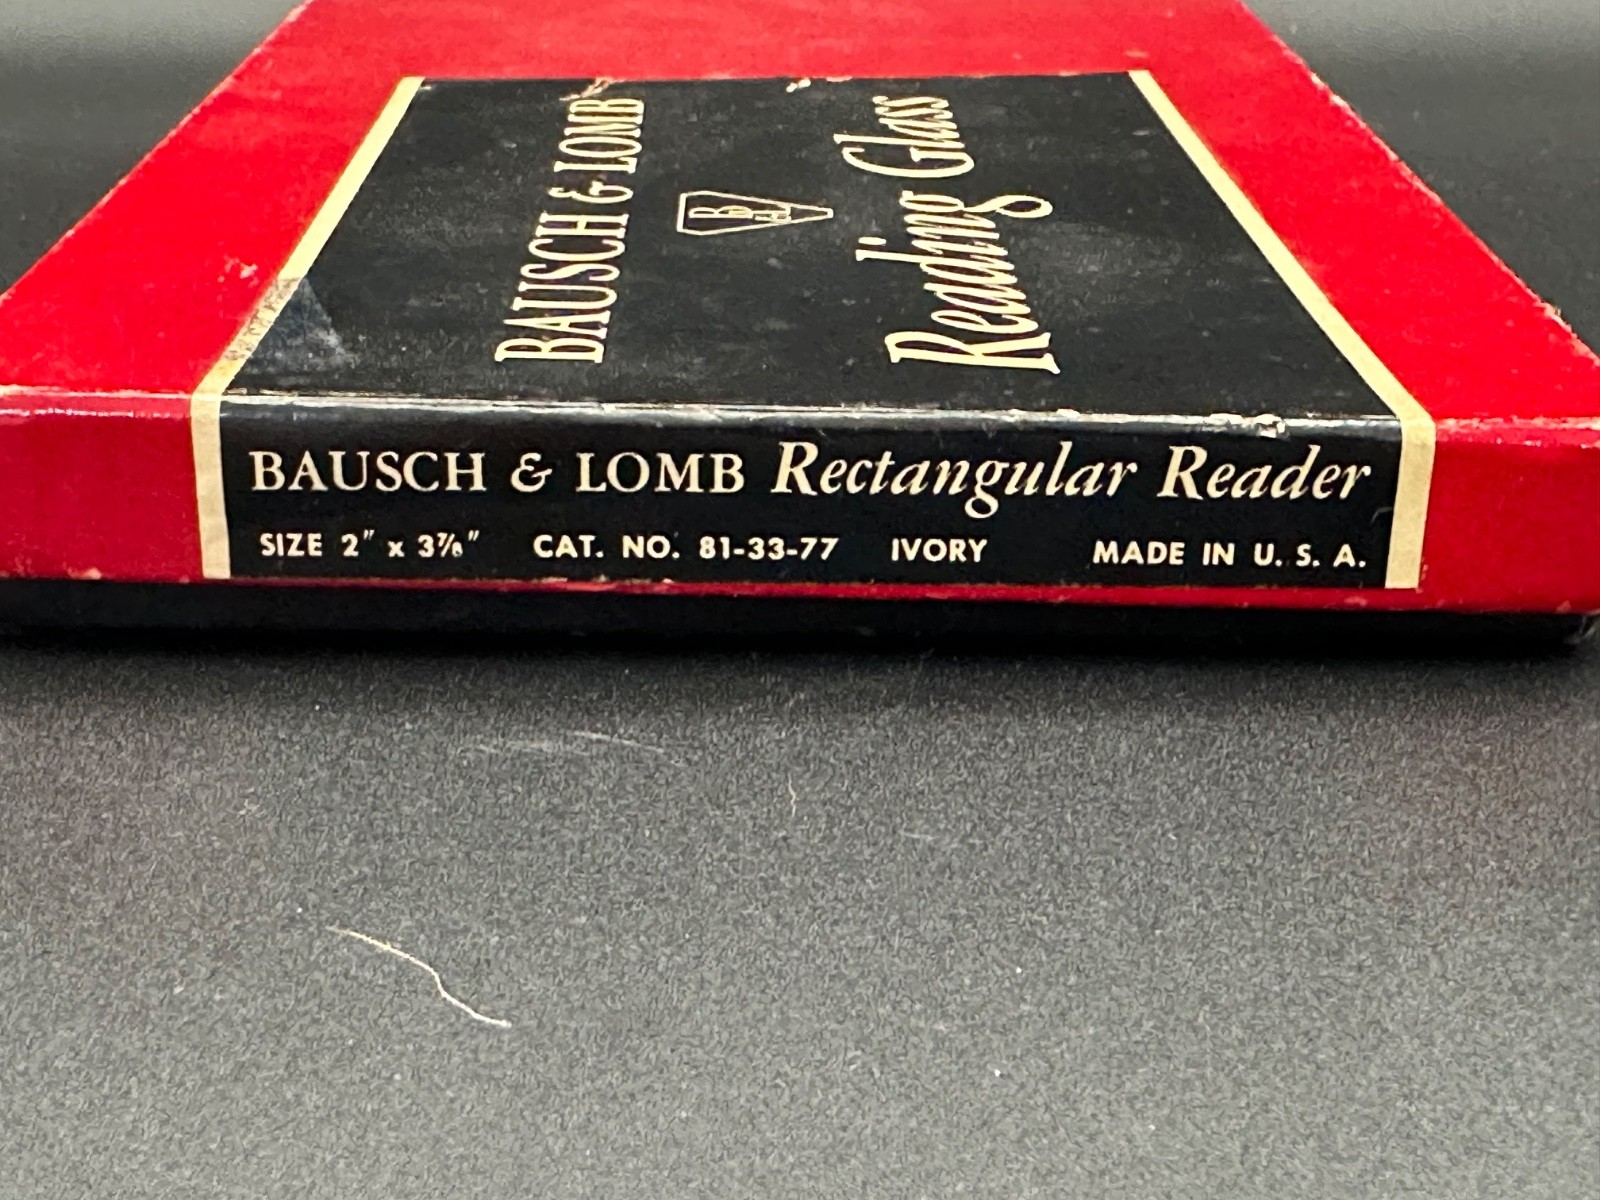 BAUSCH & LOMB
Reading Glass
BAUSCH & LOMB Rectangular Reader
SIZE 2" x 3⅞" CAT. NO. 81-33-77 IVORY MADE IN U. S. A.